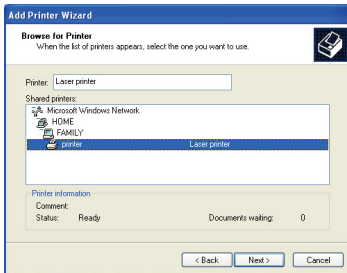 Add Printer Wizard
Browse for Printer
When the list of printers appears, select the one you want to use.
Printer: Laser printer
Shared printers:
Microsoft Windows Network
HOME
FAMILY
printer Laser printer
Printer information
Comment:
Status: Ready Documents waiting: 0
< Back Next > Cancel